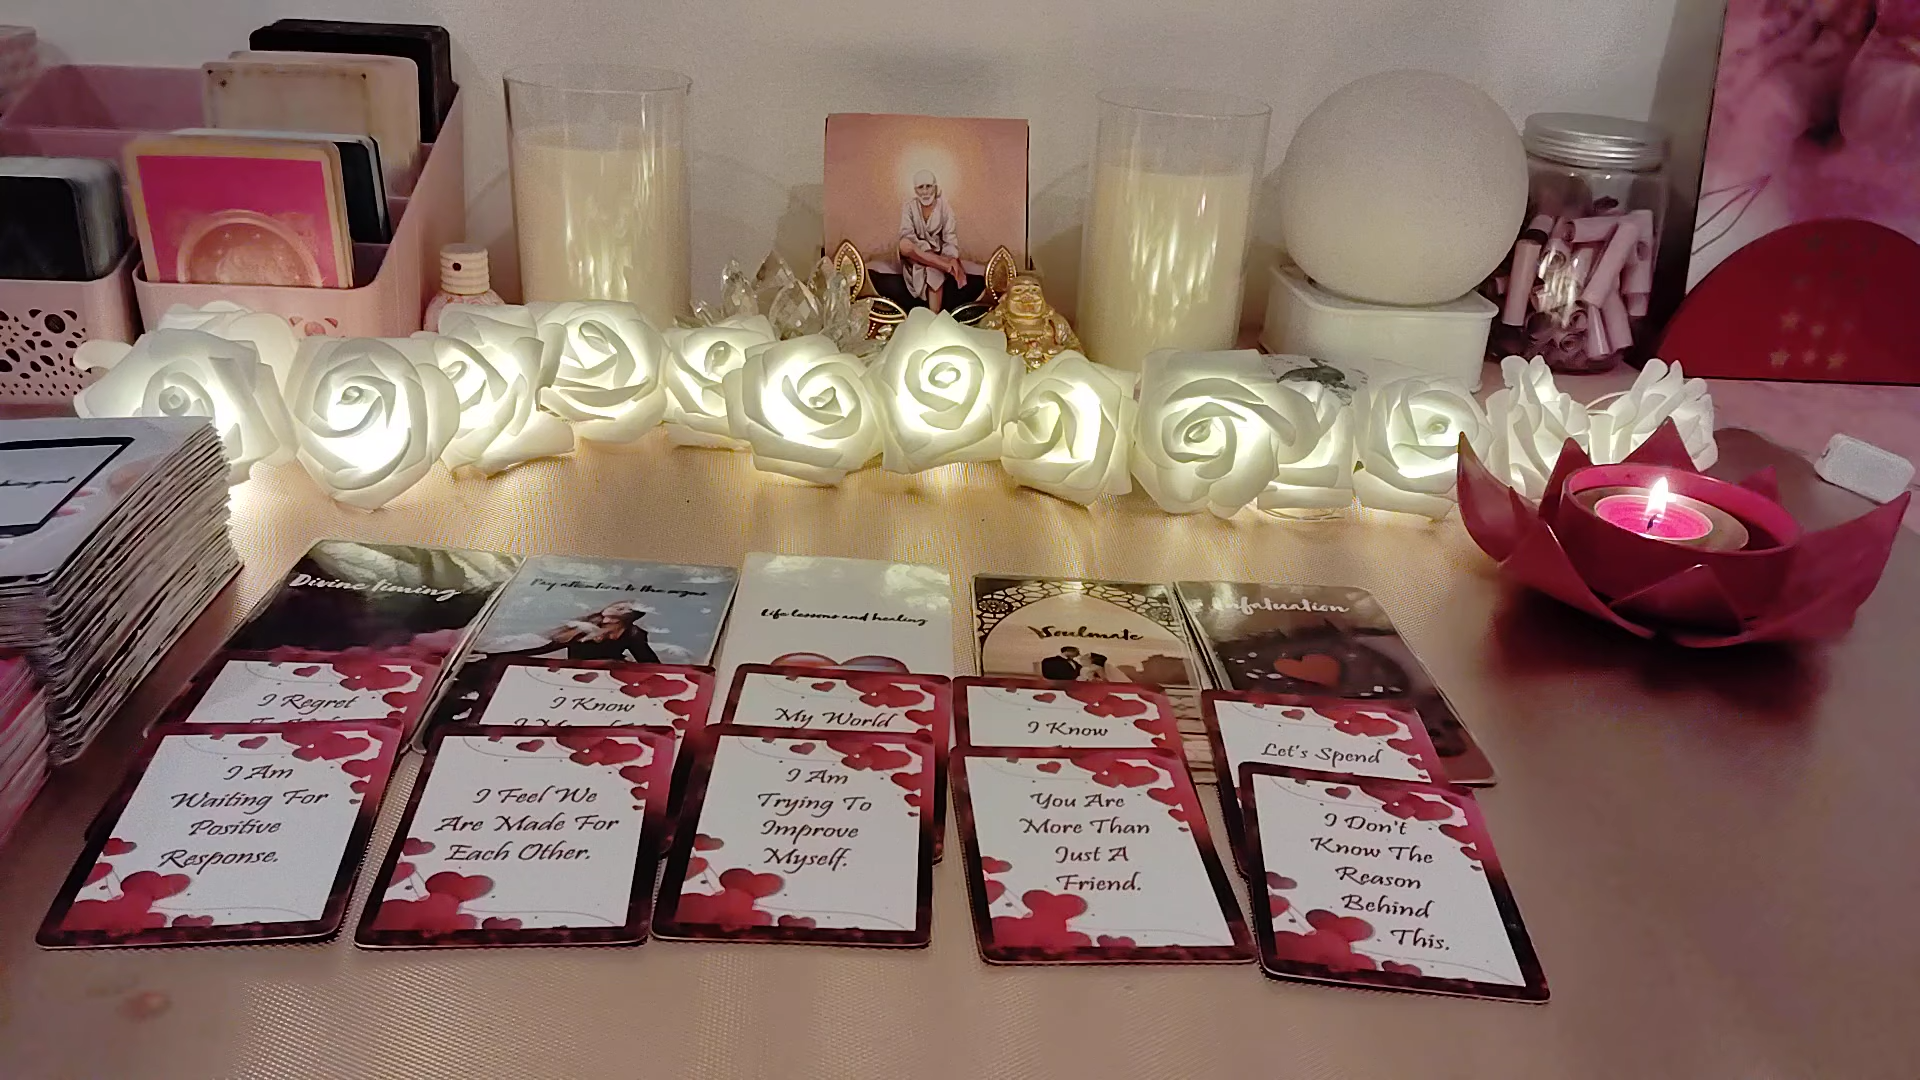 Divine timing
Pay attention to the signs
Life lessons and healing
Soulmate
Infatuation
I Regret
I Know
My World
I Know
Let's Spend
I Am
Waiting For
Positive
Response.
I Feel We
Are Made For
Each Other.
I Am
Trying To
Improve
Myself.
You Are
More Than
Just A
Friend.
I Don't
Know The
Reason
Behind
This.